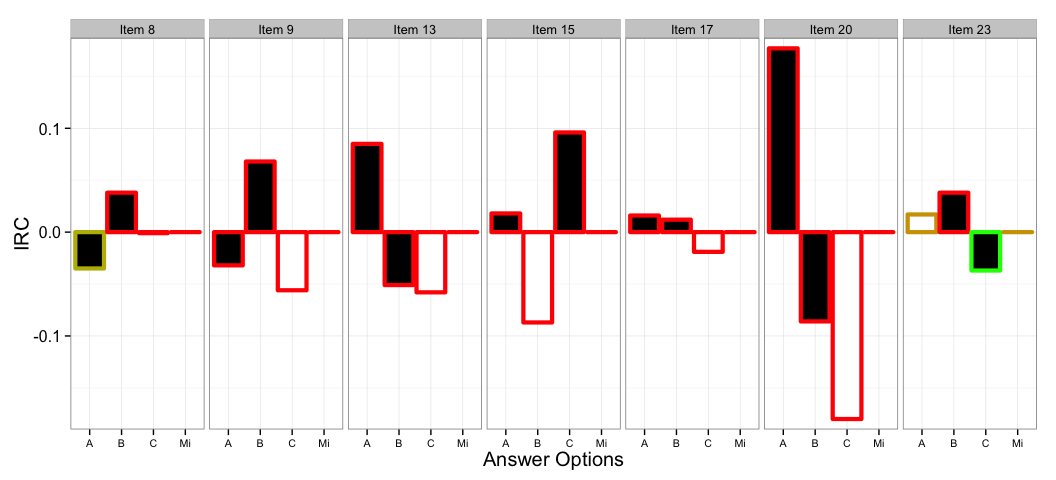 Item 8 Item 9 Item 13 Item 15 Item 17 Item 20 Item 23
IRC
0.1
0.0
-0.1
A B C Mi A B C Mi A B C Mi A B C Mi A B C Mi A B C Mi A B C Mi
Answer Options